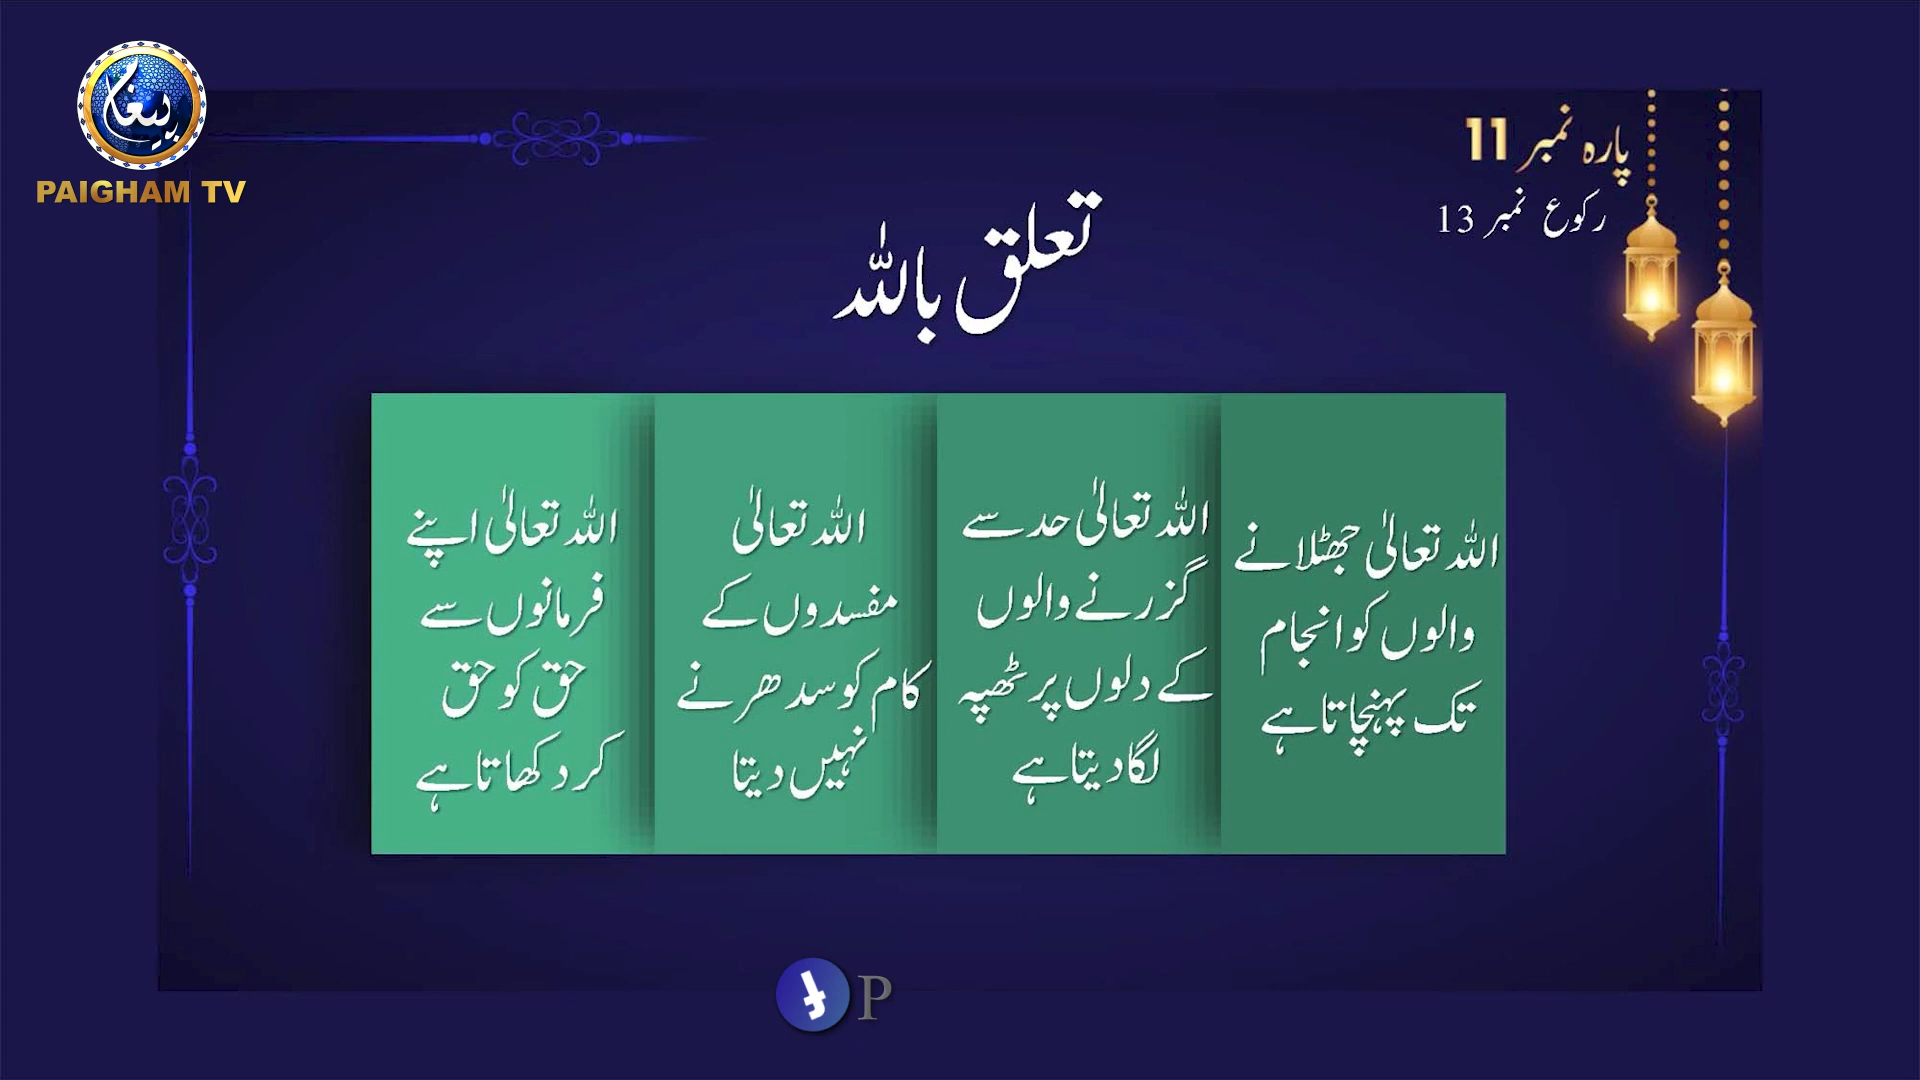 پیغام
PAIGHAM TV
پارہ نمبر 11
رکوع نمبر 13
تعلق باللہ
اللہ تعالیٰ جھٹلانے
والوں کو انجام
تک پہنچاتا ہے
اللہ تعالیٰ حد سے
گزرنے والوں
کے دلوں پر ٹھپہ
لگا دیتا ہے
اللہ تعالیٰ
مفسدوں کے
کام کو سدھرنے
نہیں دیتا
اللہ تعالیٰ اپنے
فرمانوں سے
حق کو حق
کر دکھاتا ہے
P